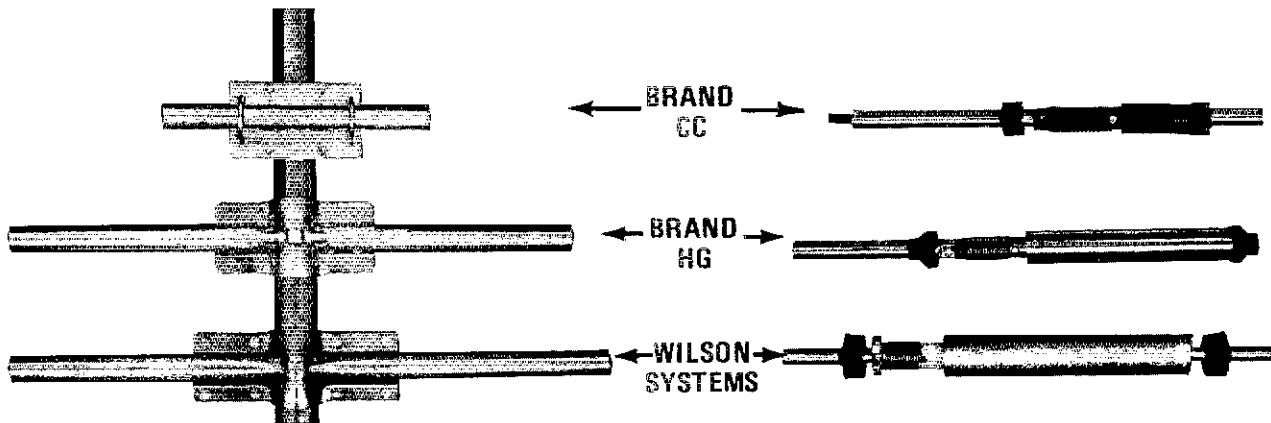 BRAND
CC
BRAND
HG
WILSON
SYSTEMS